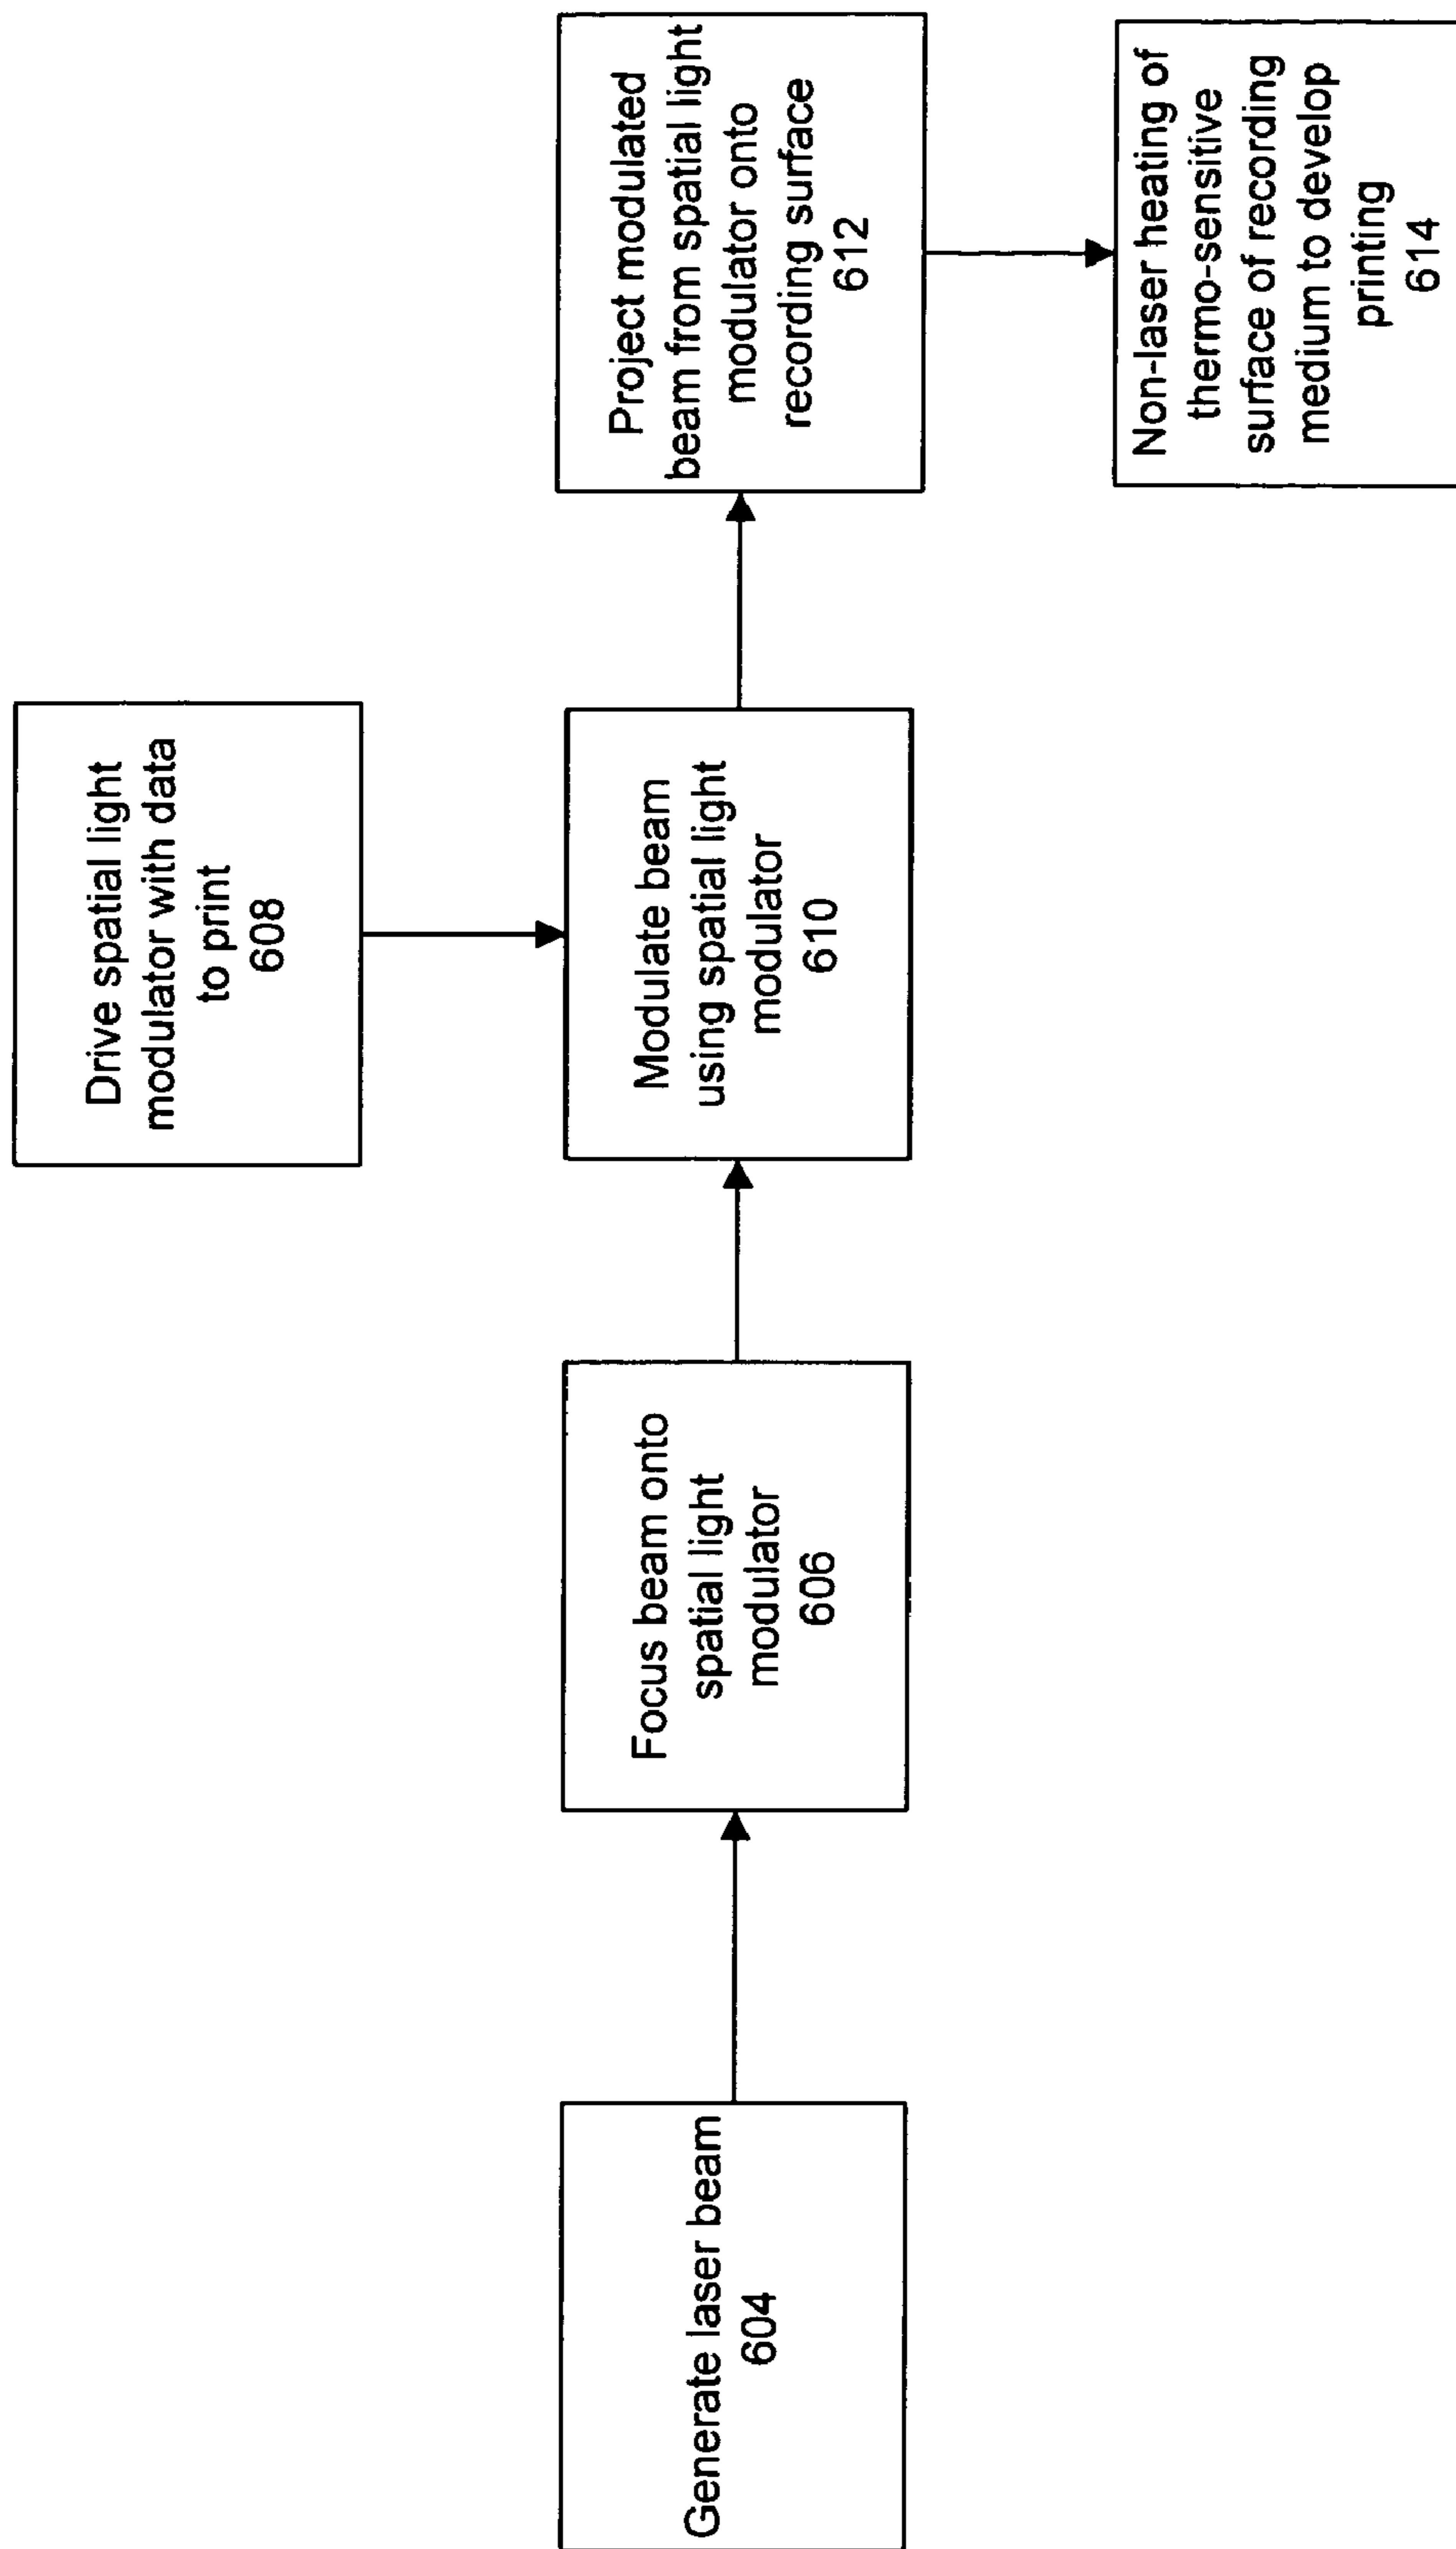 Generate laser beam
604
Focus beam onto
spatial light
modulator
606
Drive spatial light
modulator with data
to print
608
Modulate beam
using spatial light
modulator
610
Project modulated
beam from spatial light
modulator onto
recording surface
612
Non-laser heating of
thermo-sensitive
surface of recording
medium to develop
printing
614